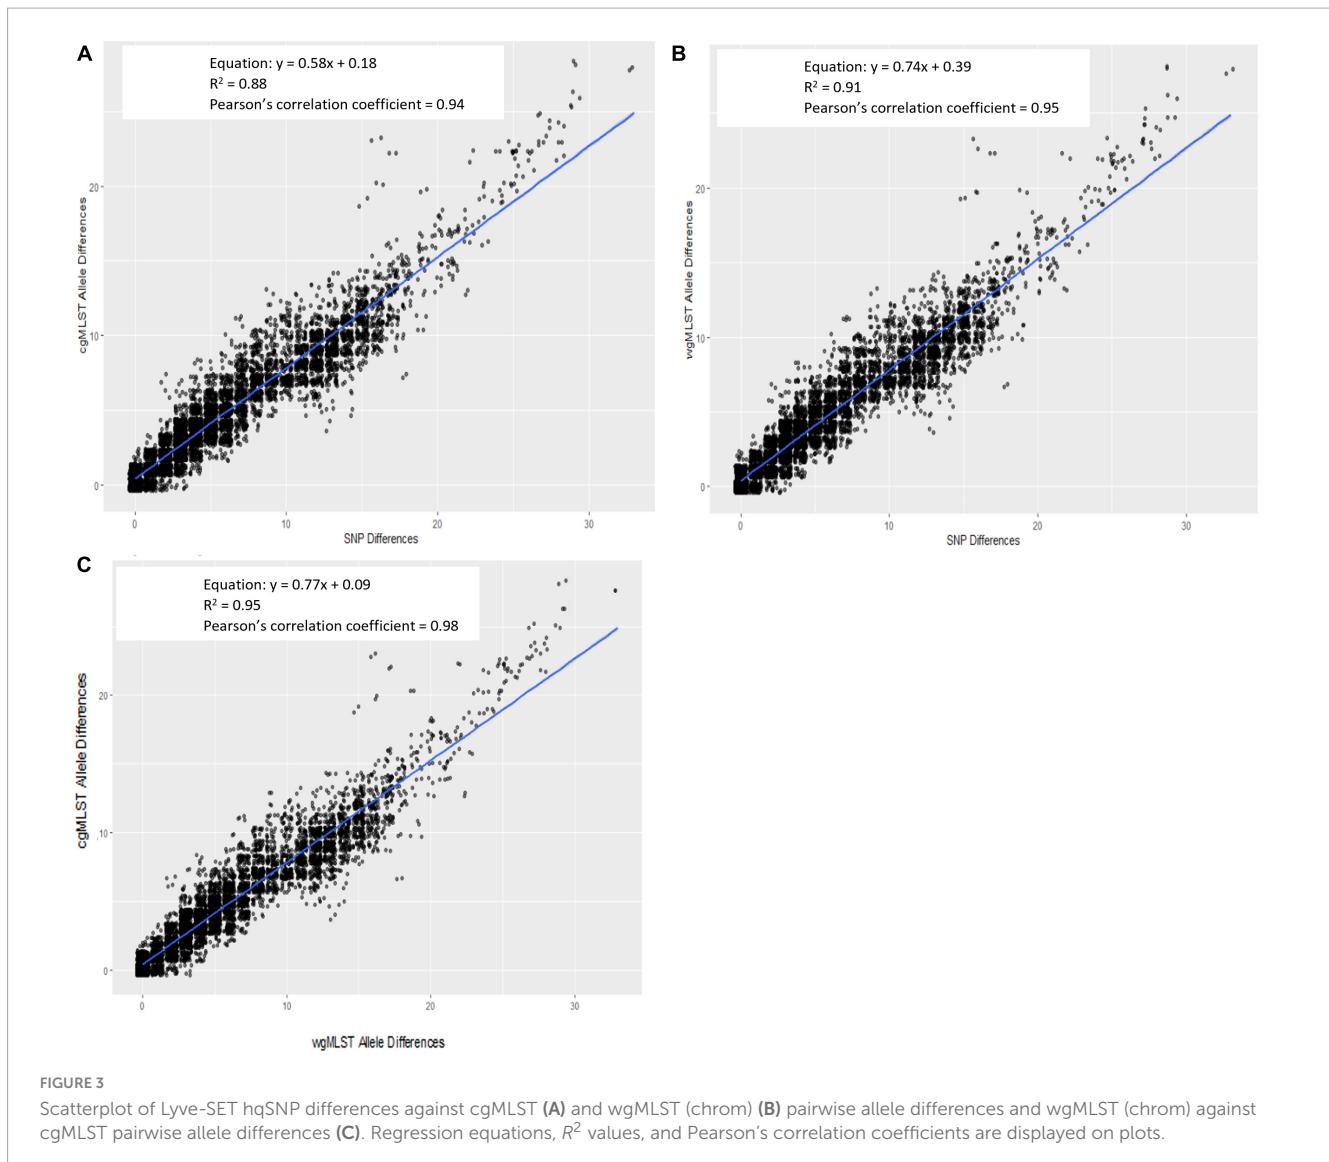 A
Equation: y = 0.58x + 0.18
R² = 0.88
Pearson's correlation coefficient = 0.94
cgMLST Allele Differences
20
10
0
0 10 20 30
SNP Differences
B
Equation: y = 0.74x + 0.39
R² = 0.91
Pearson's correlation coefficient = 0.95
wgMLST Allele Differences
20
10
0
0 10 20 30
SNP Differences
C
Equation: y = 0.77x + 0.09
R² = 0.95
Pearson's correlation coefficient = 0.98
cgMLST Allele Differences
20
10
0
0 10 20 30
wgMLST Allele Differences
FIGURE 3
Scatterplot of Lyve-SET hqSNP differences against cgMLST (A) and wgMLST (chrom) (B) pairwise allele differences and wgMLST (chrom) against
cgMLST pairwise allele differences (C). Regression equations, R² values, and Pearson's correlation coefficients are displayed on plots.